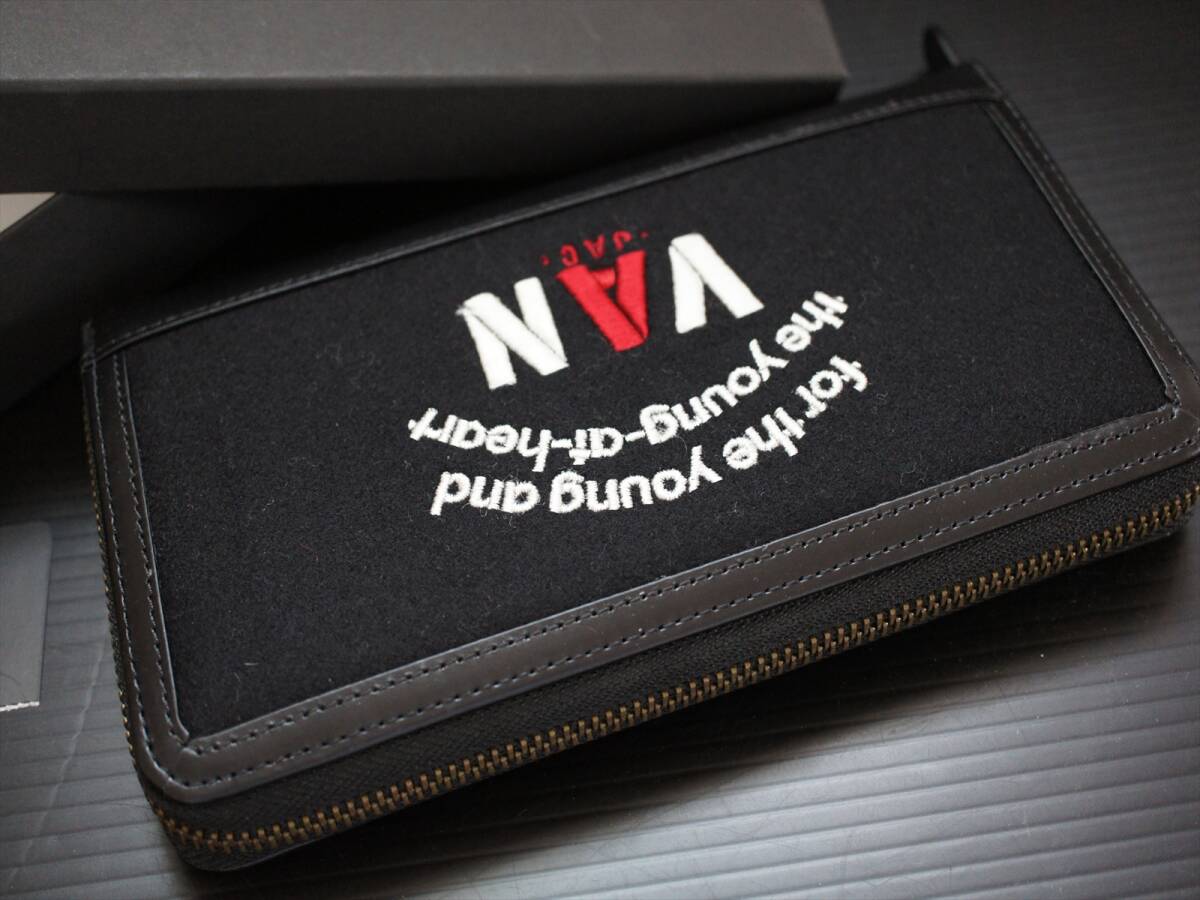 for the young and
the young-at-heart
VAN
.JAC.